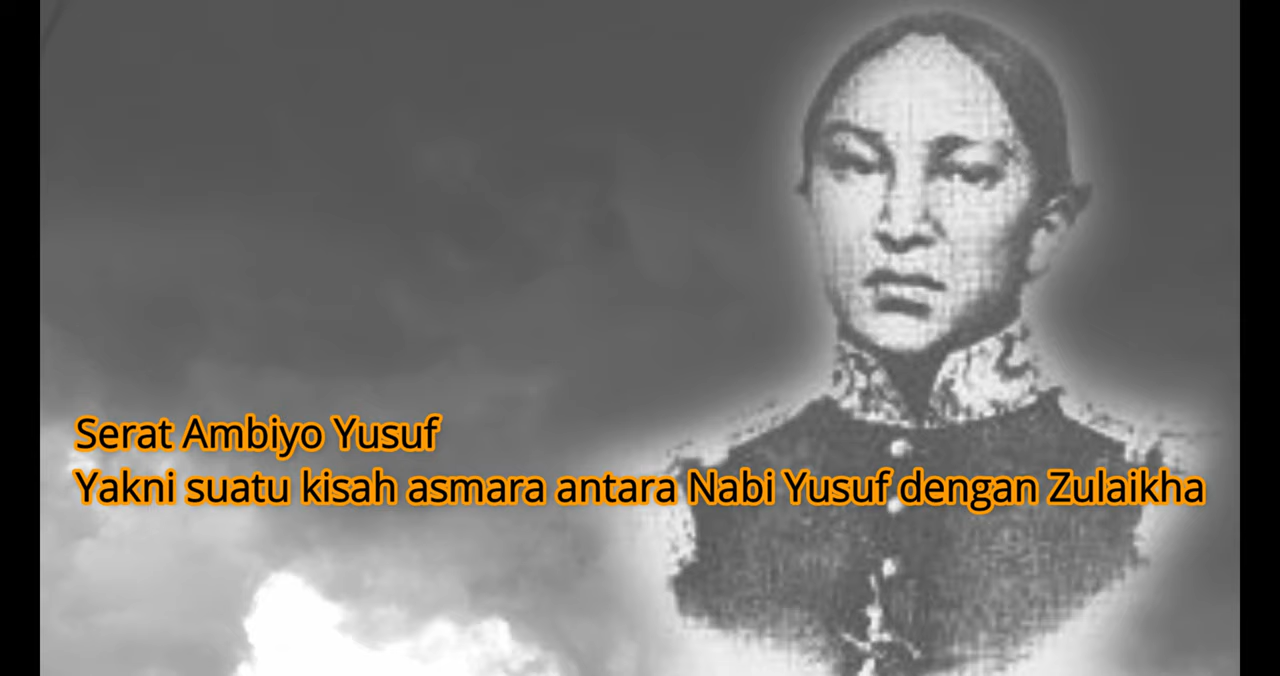 Serat Ambiyo Yusuf
Yakni suatu kisah asmara antara Nabi Yusuf dengan Zulaikha